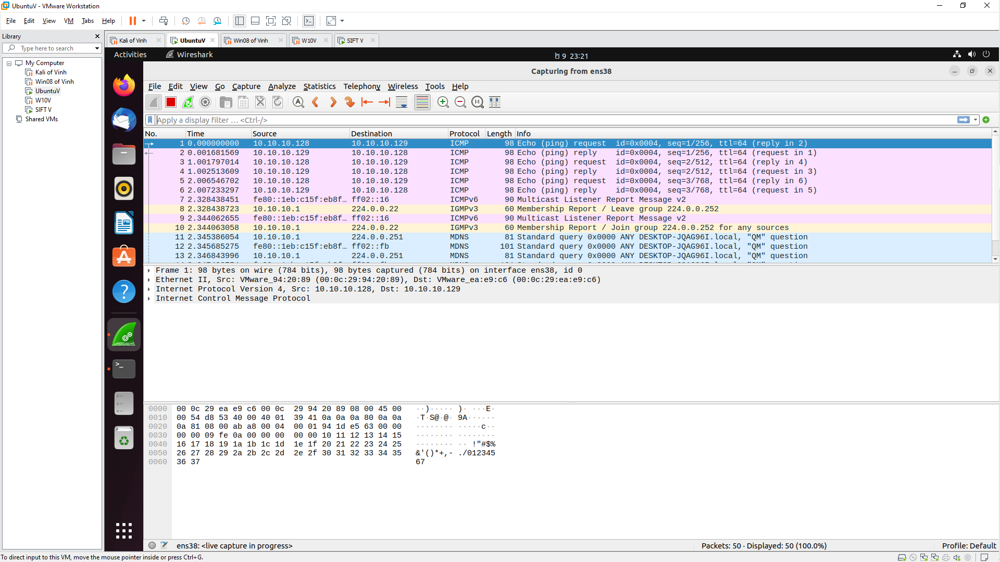 UbuntuV - VMware Workstation
File Edit View VM Tabs Help
Library
Type here to search
My Computer
Kali of Vinh
Win08 of Vinh
UbuntuV
W10V
SIFT V
Shared VMs
Kali of Vinh UbuntuV Win08 of Vinh W10V SIFT V
Activities Wireshark 9 23:21
Capturing from ens38
File Edit View Go Capture Analyze Statistics Telephony Wireless Tools Help
Apply a display filter … <Ctrl-/>
No. Time Source Destination Protocol Length Info
1 0.000000000 10.10.10.128 10.10.10.129 ICMP 98 Echo (ping) request id=0x0004, seq=1/256, ttl=64 (reply in 2)
2 0.001681569 10.10.10.129 10.10.10.128 ICMP 98 Echo (ping) reply id=0x0004, seq=1/256, ttl=64 (request in 1)
3 1.001797014 10.10.10.128 10.10.10.129 ICMP 98 Echo (ping) request id=0x0004, seq=2/512, ttl=64 (reply in 4)
4 1.002513609 10.10.10.129 10.10.10.128 ICMP 98 Echo (ping) reply id=0x0004, seq=2/512, ttl=64 (request in 3)
5 2.006546702 10.10.10.128 10.10.10.129 ICMP 98 Echo (ping) request id=0x0004, seq=3/768, ttl=64 (reply in 6)
6 2.007233297 10.10.10.129 10.10.10.128 ICMP 98 Echo (ping) reply id=0x0004, seq=3/768, ttl=64 (request in 5)
7 2.328438451 fe80::1eb:c15f:eb8f… ff02::16 ICMPv6 90 Multicast Listener Report Message v2
8 2.328438723 10.10.10.1 224.0.0.22 IGMPv3 60 Membership Report / Leave group 224.0.0.252
9 2.344062655 fe80::1eb:c15f:eb8f… ff02::16 ICMPv6 90 Multicast Listener Report Message v2
10 2.344063058 10.10.10.1 224.0.0.22 IGMPv3 60 Membership Report / Join group 224.0.0.252 for any sources
11 2.345386054 10.10.10.1 224.0.0.251 MDNS 81 Standard query 0x0000 ANY DESKTOP-JQAG96I.local, "QM" question
12 2.345685275 fe80::1eb:c15f:eb8f… ff02::fb MDNS 101 Standard query 0x0000 ANY DESKTOP-JQAG96I.local, "QM" question
13 2.346843996 10.10.10.1 224.0.0.251 MDNS 81 Standard query 0x0000 ANY DESKTOP-JQAG96I.local, "QM" question
Frame 1: 98 bytes on wire (784 bits), 98 bytes captured (784 bits) on interface ens38, id 0
Ethernet II, Src: VMware_94:20:89 (00:0c:29:94:20:89), Dst: VMware_ea:e9:c6 (00:0c:29:ea:e9:c6)
Internet Protocol Version 4, Src: 10.10.10.128, Dst: 10.10.10.129
Internet Control Message Protocol
0000 00 0c 29 ea e9 c6 00 0c 29 94 20 89 08 00 45 00 ··)····· )· ···E·
0010 00 54 d8 53 40 00 40 01 39 41 0a 0a 0a 80 0a 0a ·T·S@·@· 9A······
0020 0a 81 08 00 ab a8 00 04 00 01 94 1d e5 63 00 00 ········ ·····c··
0030 00 00 09 fe 0a 00 00 00 00 00 10 11 12 13 14 15 ········ ········
0040 16 17 18 19 1a 1b 1c 1d 1e 1f 20 21 22 23 24 25 ········ ·· !"#$%
0050 26 27 28 29 2a 2b 2c 2d 2e 2f 30 31 32 33 34 35 &'()*+,- ./012345
0060 36 37 67
ens38: <live capture in progress> Packets: 50 · Displayed: 50 (100.0%) Profile: Default
To direct input to this VM, move the mouse pointer inside or press Ctrl+G.